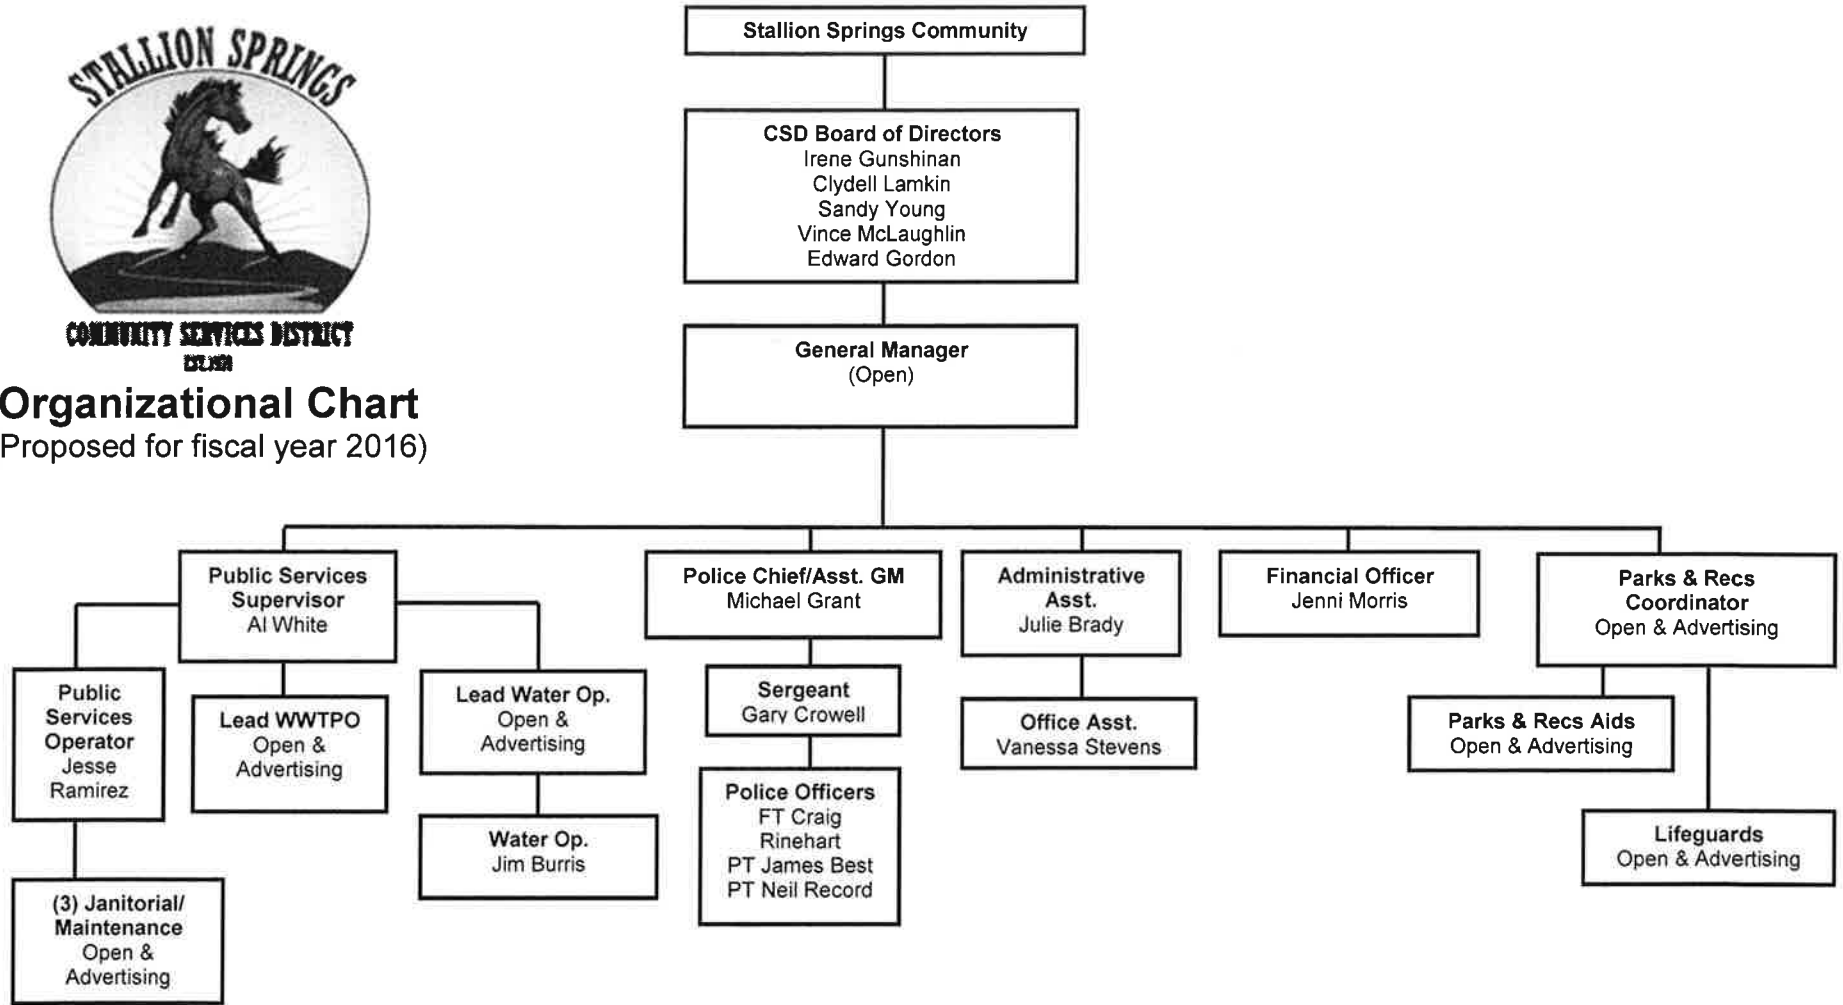 STALLION SPRINGS
COMMUNITY SERVICES DISTRICT
Organizational Chart
Proposed for fiscal year 2016)
Stallion Springs Community
CSD Board of Directors
Irene Gunshinan
Clydell Lamkin
Sandy Young
Vince McLaughlin
Edward Gordon
General Manager
(Open)
Public Services
Supervisor
Al White
Police Chief/Asst. GM
Michael Grant
Administrative
Asst.
Julie Brady
Financial Officer
Jenni Morris
Parks & Recs
Coordinator
Open & Advertising
Public
Services
Operator
Jesse
Ramirez
Lead WWTPO
Open &
Advertising
Lead Water Op.
Open &
Advertising
Sergeant
Gary Crowell
Office Asst.
Vanessa Stevens
Parks & Recs Aids
Open & Advertising
Water Op.
Jim Burris
Police Officers
FT Craig
Rinehart
PT James Best
PT Neil Record
Lifeguards
Open & Advertising
(3) Janitorial/
Maintenance
Open &
Advertising